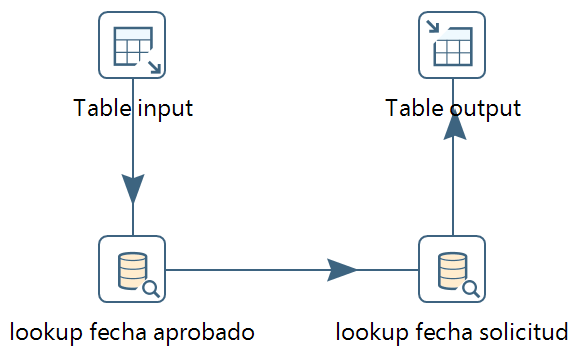 Table input
Table output
lookup fecha aprobado
lookup fecha solicitud